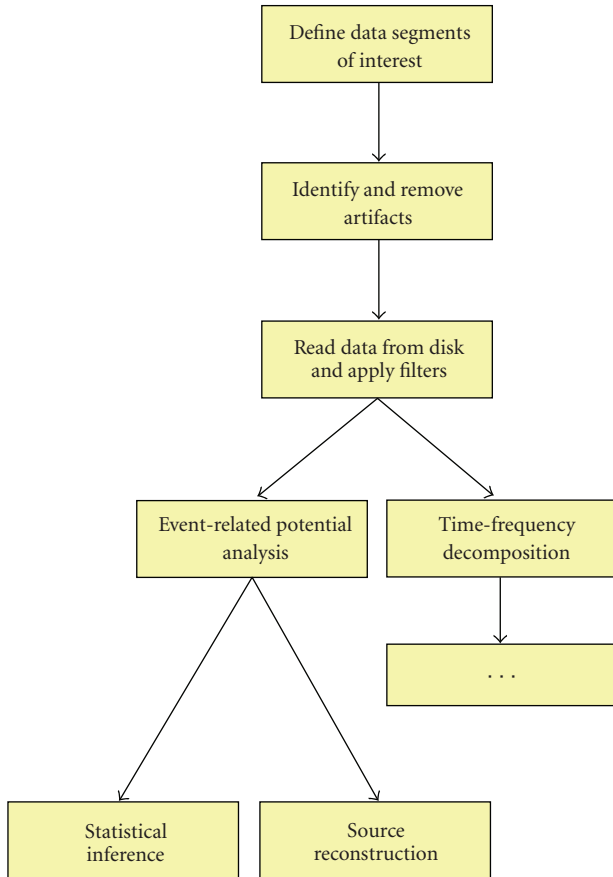 Define data segments
of interest
Identify and remove
artifacts
Read data from disk
and apply filters
Event-related potential
analysis
Time-frequency
decomposition
. . .
Statistical
inference
Source
reconstruction